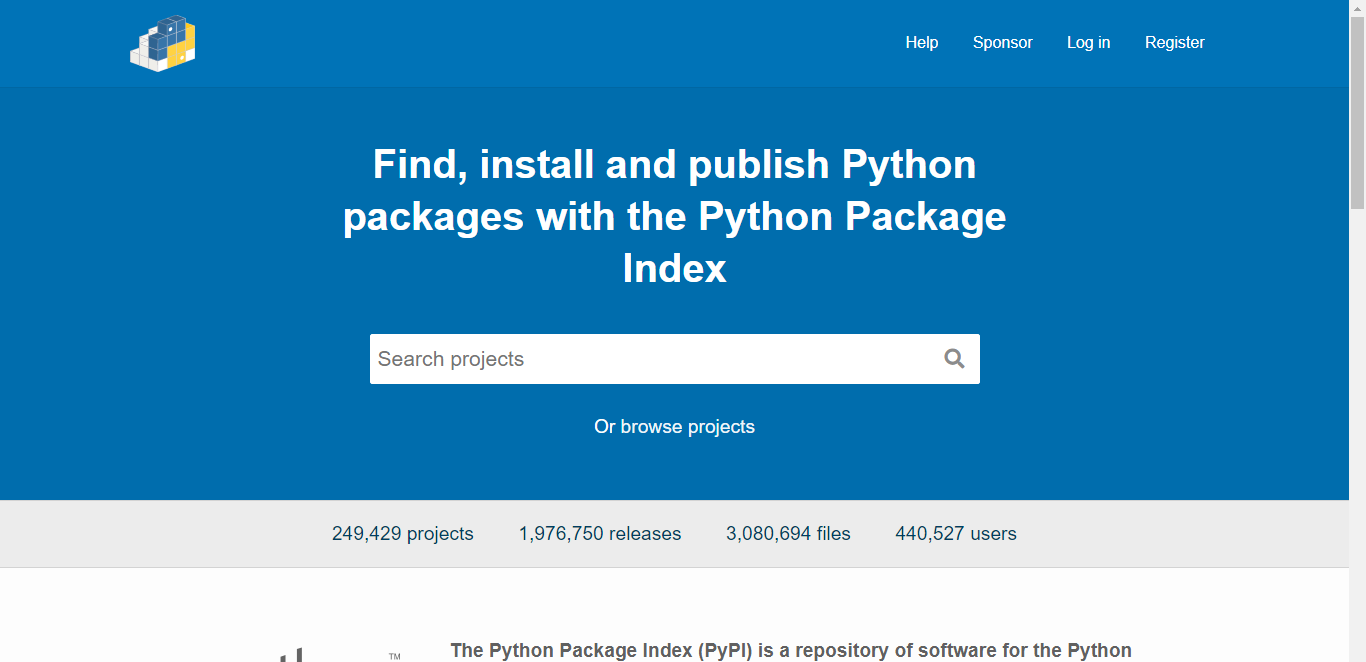 Help Sponsor Log in Register
Find, install and publish Python
packages with the Python Package
Index
Search projects
Or browse projects
249,429 projects 1,976,750 releases 3,080,694 files 440,527 users
TM
The Python Package Index (PyPI) is a repository of software for the Python